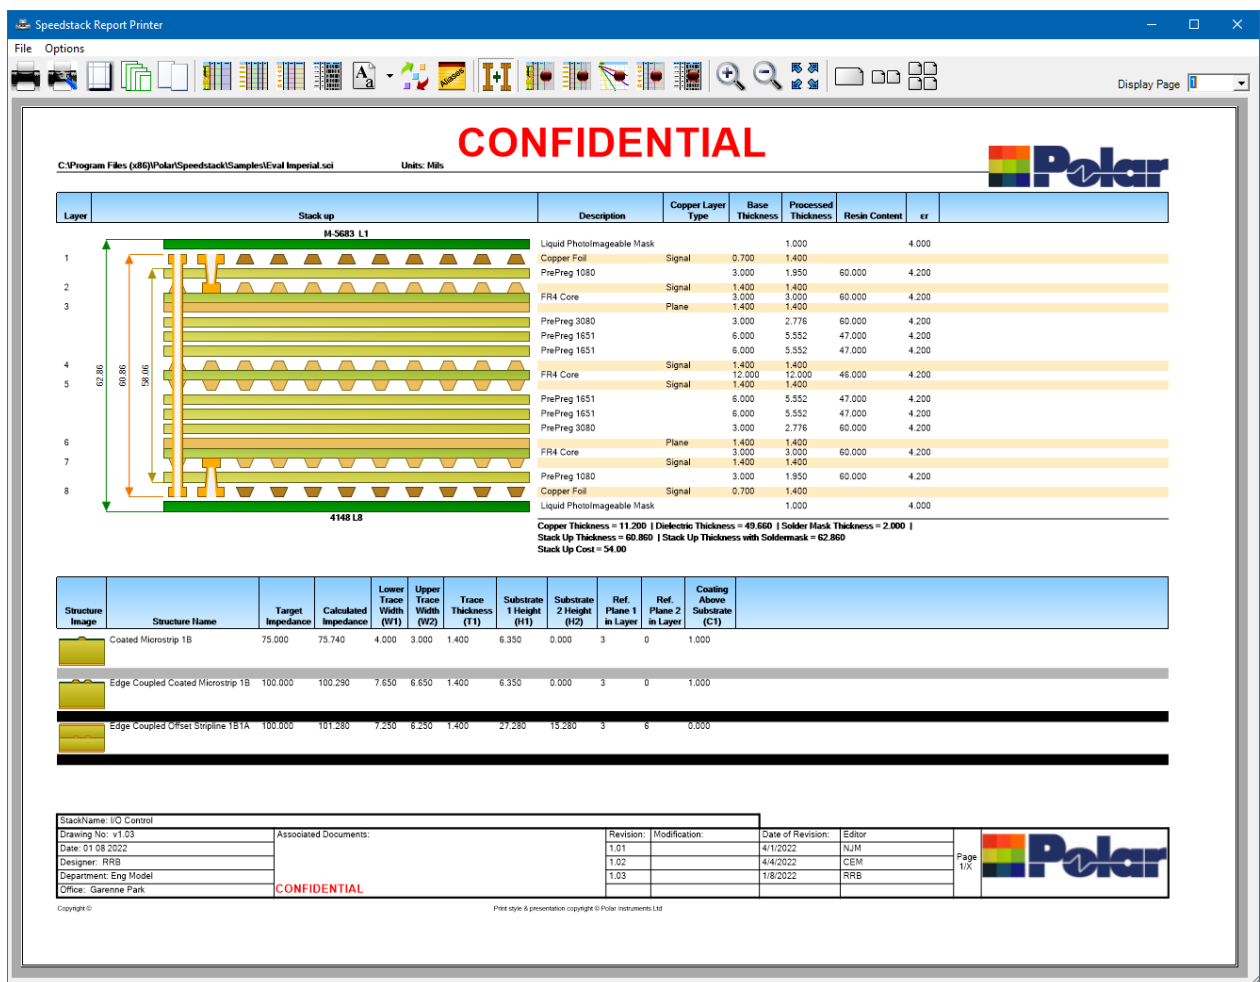 Speedstack Report Printer
File Options
Aliases
Display Page 1
CONFIDENTIAL
C:\Program Files (x86)\Polar\Speedstack\Samples\Eval Imperial.sci Units: Mils
Polar
Layer Stack up Description Copper Layer Type Base Thickness Processed Thickness Resin Content εr
M-5683 L1
Liquid PhotoImageable Mask 1.000 4.000
1 Copper Foil Signal 0.700 1.400
PrePreg 1080 3.000 1.950 60.000 4.200
2 Signal 1.400 1.400
FR4 Core 3.000 3.000 60.000 4.200
3 Plane 1.400 1.400
PrePreg 3080 3.000 2.776 60.000 4.200
PrePreg 1651 6.000 5.552 47.000 4.200
PrePreg 1651 6.000 5.552 47.000 4.200
4 Signal 1.400 1.400
62.86 60.86 58.06 FR4 Core 12.000 12.000 46.000 4.200
5 Signal 1.400 1.400
PrePreg 1651 6.000 5.552 47.000 4.200
PrePreg 1651 6.000 5.552 47.000 4.200
PrePreg 3080 3.000 2.776 60.000 4.200
6 Plane 1.400 1.400
FR4 Core 3.000 3.000 60.000 4.200
7 Signal 1.400 1.400
PrePreg 1080 3.000 1.950 60.000 4.200
8 Copper Foil Signal 0.700 1.400
Liquid PhotoImageable Mask 1.000 4.000
4148 L8
Copper Thickness = 11.200 | Dielectric Thickness = 49.660 | Solder Mask Thickness = 2.000 |
Stack Up Thickness = 60.860 | Stack Up Thickness with Soldermask = 62.860
Stack Up Cost = 54.00
Structure Image Structure Name Target Impedance Calculated Impedance Lower Trace Width (W1) Upper Trace Width (W2) Trace Thickness (T1) Substrate 1 Height (H1) Substrate 2 Height (H2) Ref. Plane 1 in Layer Ref. Plane 2 in Layer Coating Above Substrate (C1)
Coated Microstrip 1B 75.000 75.740 4.000 3.000 1.400 6.350 0.000 3 0 1.000
Edge Coupled Coated Microstrip 1B 100.000 100.290 7.650 6.650 1.400 6.350 0.000 3 0 1.000
Edge Coupled Offset Stripline 1B1A 100.000 101.280 7.250 6.250 1.400 27.280 15.280 3 6 0.000
StackName: I/O Control
Drawing No: v1.03 Associated Documents: Revision: Modification: Date of Revision: Editor
Date: 01 08 2022 1.01 4/1/2022 NJM
Designer: RRB 1.02 4/4/2022 CEM
Department: Eng Model 1.03 1/8/2022 RRB
Office: Garenne Park CONFIDENTIAL
Page 1/X
Polar
Copyright © Print style & presentation copyright © Polar Instruments Ltd